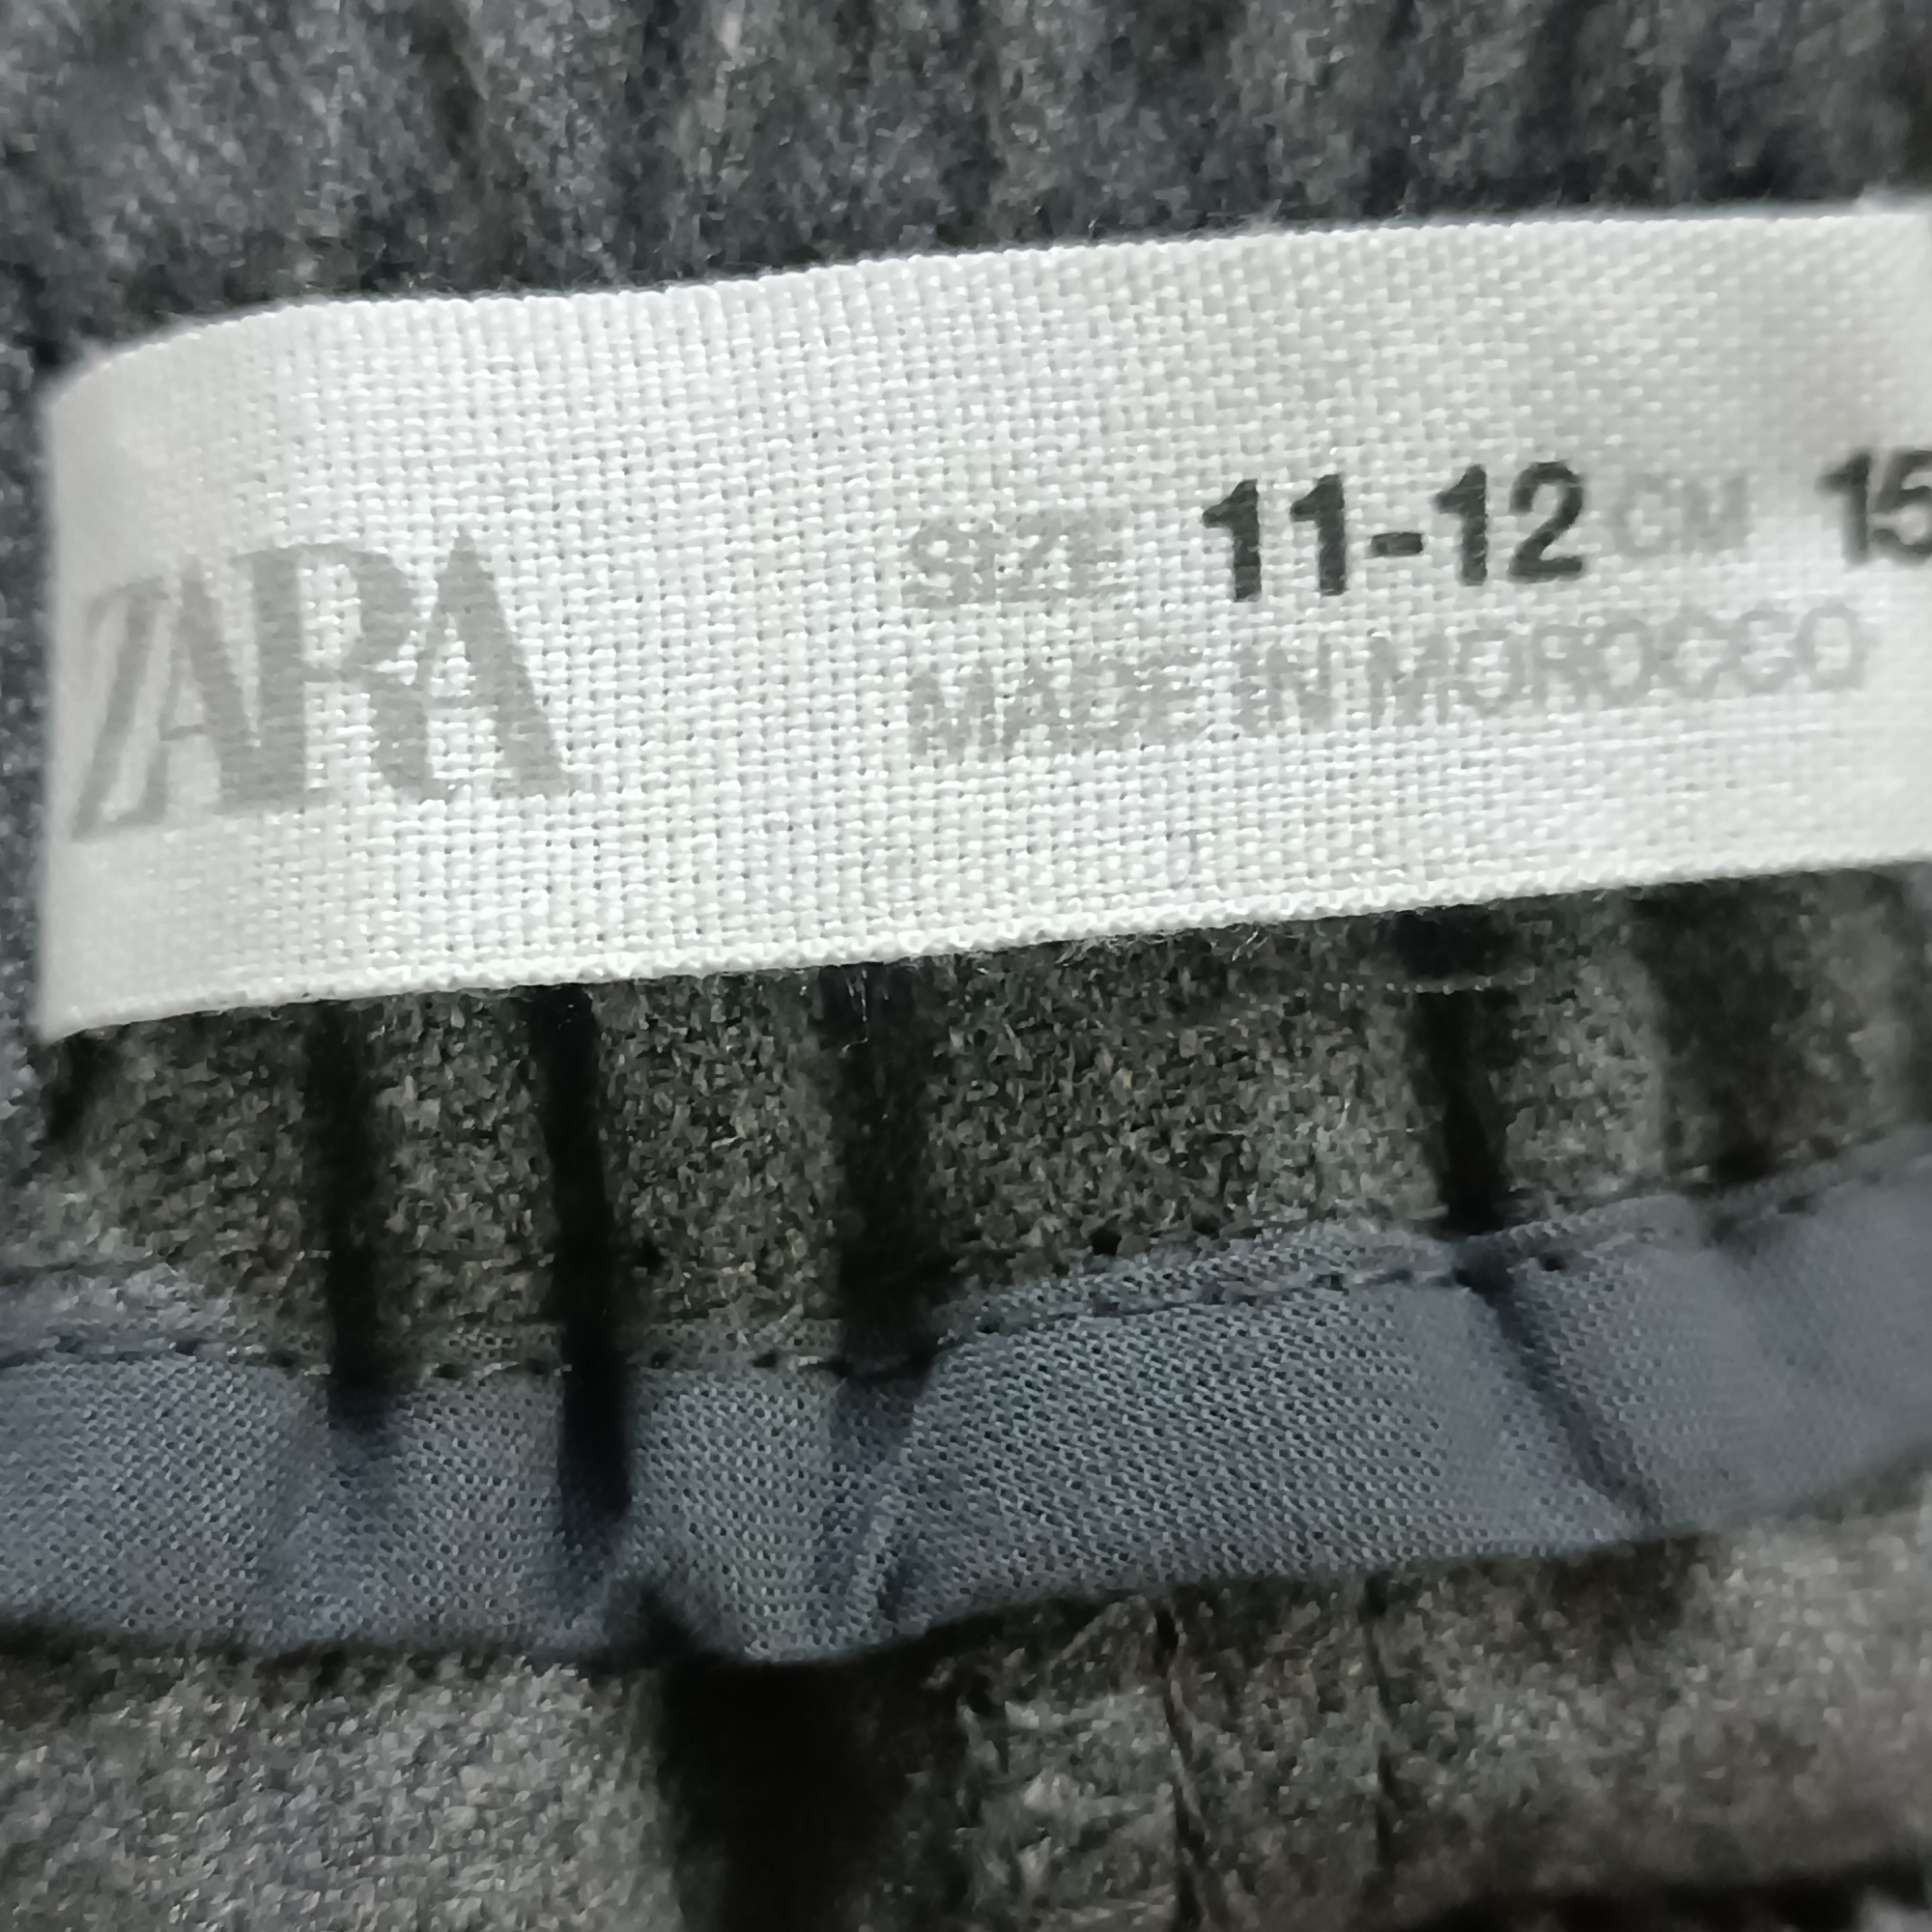 ZARA
SIZE 11-12 CM 15
MADE IN MOROCCO